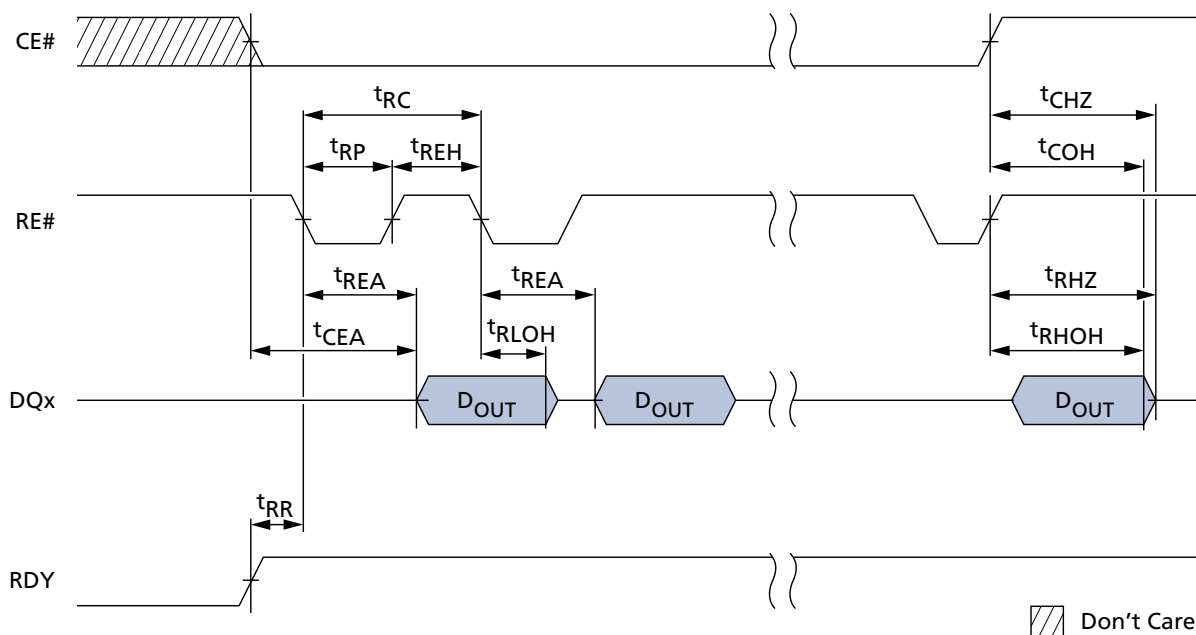 CE#
tRC
tCHZ
tRP
tREH
tCOH
RE#
tREA
tREA
tRHZ
tCEA
tRLOH
tRHOH
DQx
DOUT
DOUT
DOUT
tRR
RDY
Don't Care